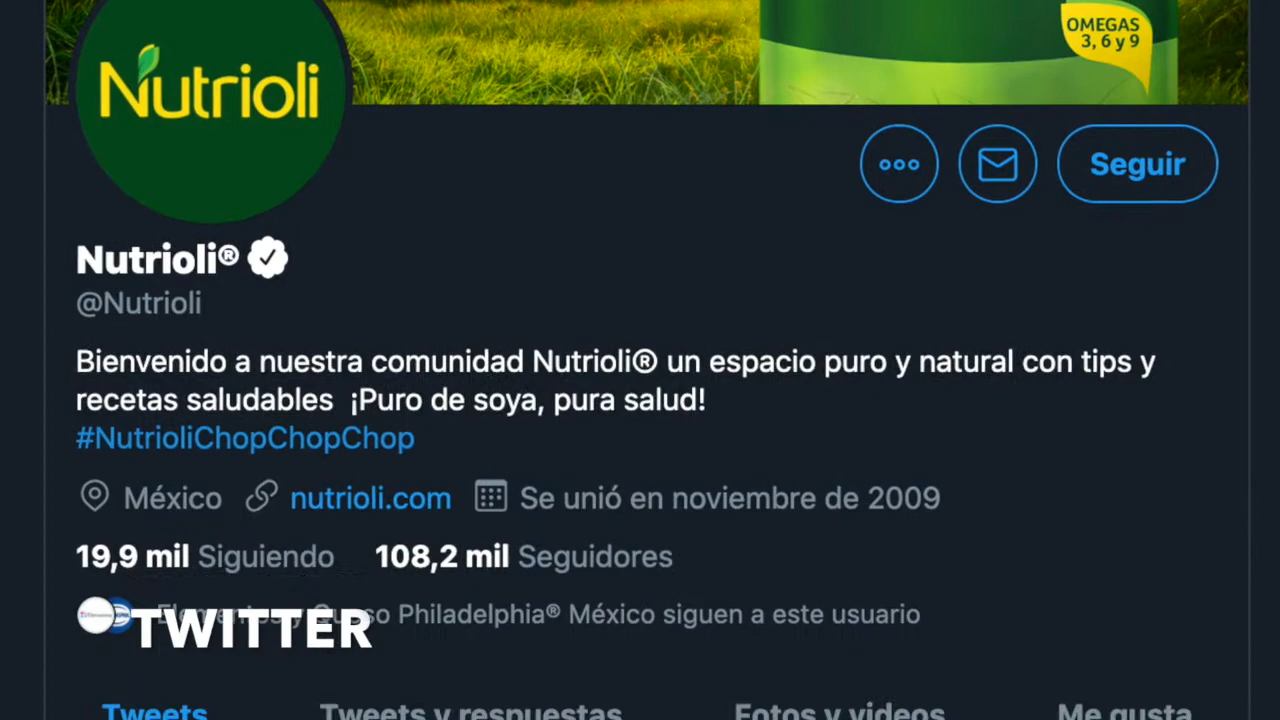 OMEGAS
3, 6 y 9
Nutrioli
Seguir
Nutrioli®
@Nutrioli
Bienvenido a nuestra comunidad Nutrioli® un espacio puro y natural con tips y
recetas saludables ¡Puro de soya, pura salud!
#NutrioliChopChopChop
México nutrioli.com Se unió en noviembre de 2009
19,9 mil Siguiendo 108,2 mil Seguidores
y Queso Philadelphia® México siguen a este usuario
TWITTER
Tweets Tweets y respuestas Fotos y videos Me gusta